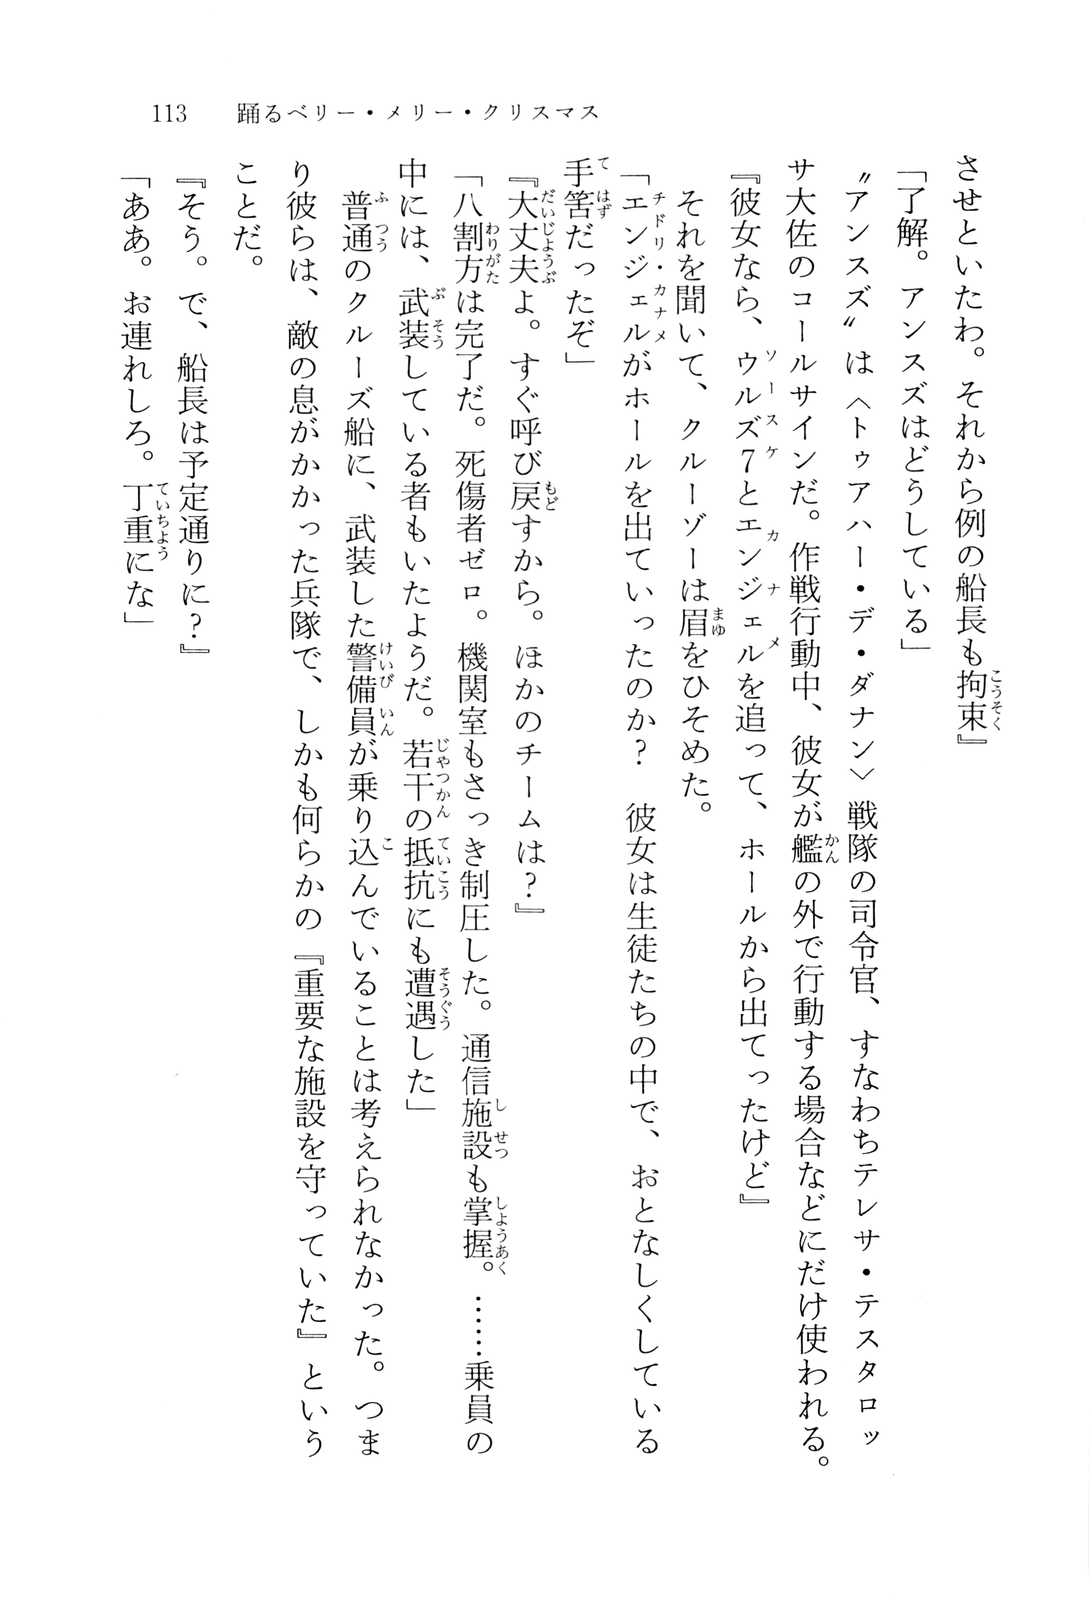 113 踊るベリー・メリー・クリスマス
させといたわ。それから例の船長も拘束』
「了解。アンスズはどうしている」
〝アンスズ〟は〈トゥアハー・デ・ダナン〉戦隊の司令官、すなわちテレサ・テスタロッ
サ大佐のコールサインだ。作戦行動中、彼女が艦の外で行動する場合などにだけ使われる。
『彼女なら、ウルズ7とエンジェルを追って、ホールから出てったけど』
それを聞いて、クルーゾーは眉をひそめた。
「エンジェルがホールを出ていったのか？　彼女は生徒たちの中で、おとなしくしている
手筈だったぞ」
『大丈夫よ。すぐ呼び戻すから。ほかのチームは？』
「八割方は完了だ。死傷者ゼロ。機関室もさっき制圧した。通信施設も掌握。……乗員の
中には、武装している者もいたようだ。若干の抵抗にも遭遇した」
普通のクルーズ船に、武装した警備員が乗り込んでいることは考えられなかった。つま
り彼らは、敵の息がかかった兵隊で、しかも何らかの『重要な施設を守っていた』という
ことだ。
『そう。で、船長は予定通りに？』
「ああ。お連れしろ。丁重にな」